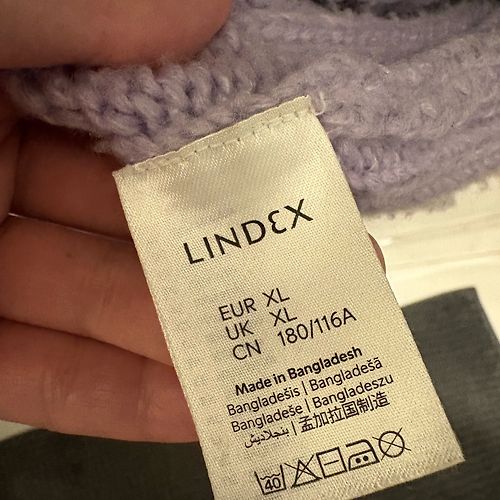 LINDEX
EUR XL
UK XL
CN 180/116A
Made in Bangladesh
Bangladešis | Bangladešā
Bangladeše | Bangladeszu
بنجلاديش | 孟加拉国制造
40